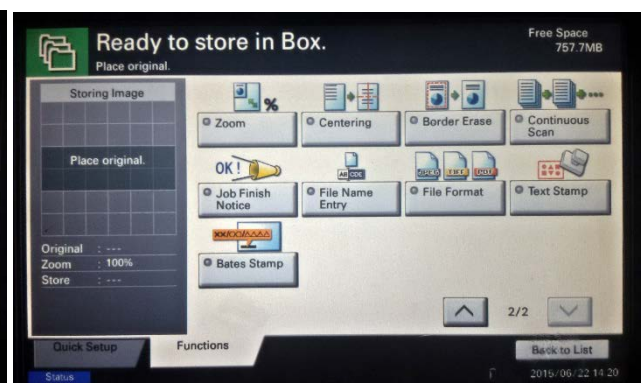 Ready to store in Box.
Place original.
Free Space
757.7MB
Storing Image
Place original.
Original : ---
Zoom : 100%
Store : ---
%
Zoom
Centering
Border Erase
Continuous
Scan
OK!
Job Finish
Notice
AB CDE
File Name
Entry
File Format
Text Stamp
Bates Stamp
2/2
Quick Setup
Functions
Back to List
Status
2015/06/22 14:20